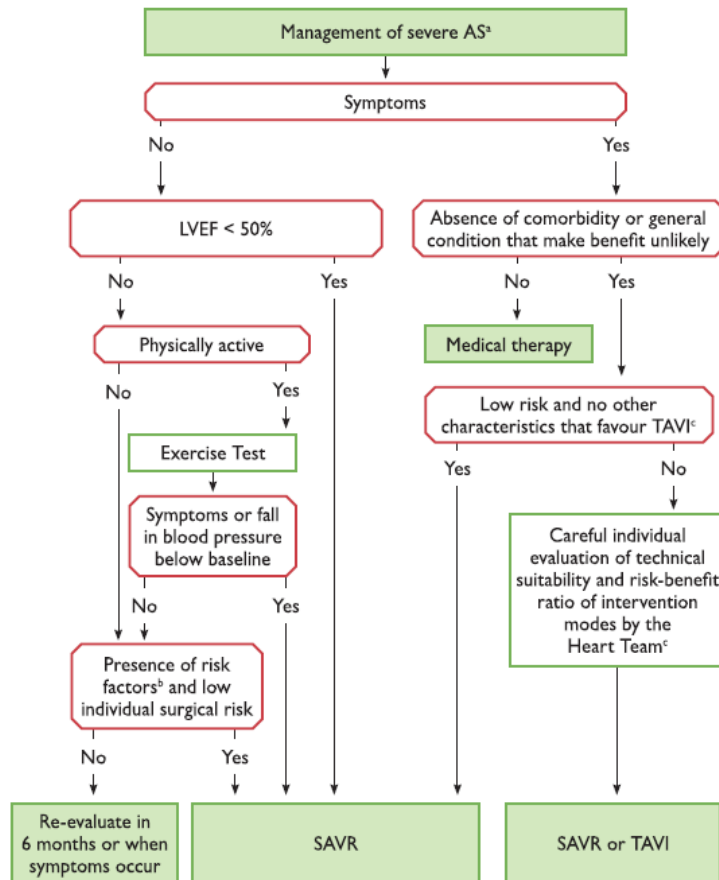 Management of severe ASᵃ
Symptoms
No
Yes
LVEF < 50%
Absence of comorbidity or general
condition that make benefit unlikely
No
Yes
No
Yes
Physically active
Medical therapy
No
Yes
Low risk and no other
characteristics that favour TAVIᶜ
Exercise Test
Yes
No
Symptoms or fall
in blood pressure
below baseline
Careful individual
evaluation of technical
suitability and risk-benefit
ratio of intervention
modes by the
Heart Teamᶜ
No
Yes
Presence of risk
factorsᵇ and low
individual surgical risk
No
Yes
Re-evaluate in
6 months or when
symptoms occur
SAVR
SAVR or TAVI